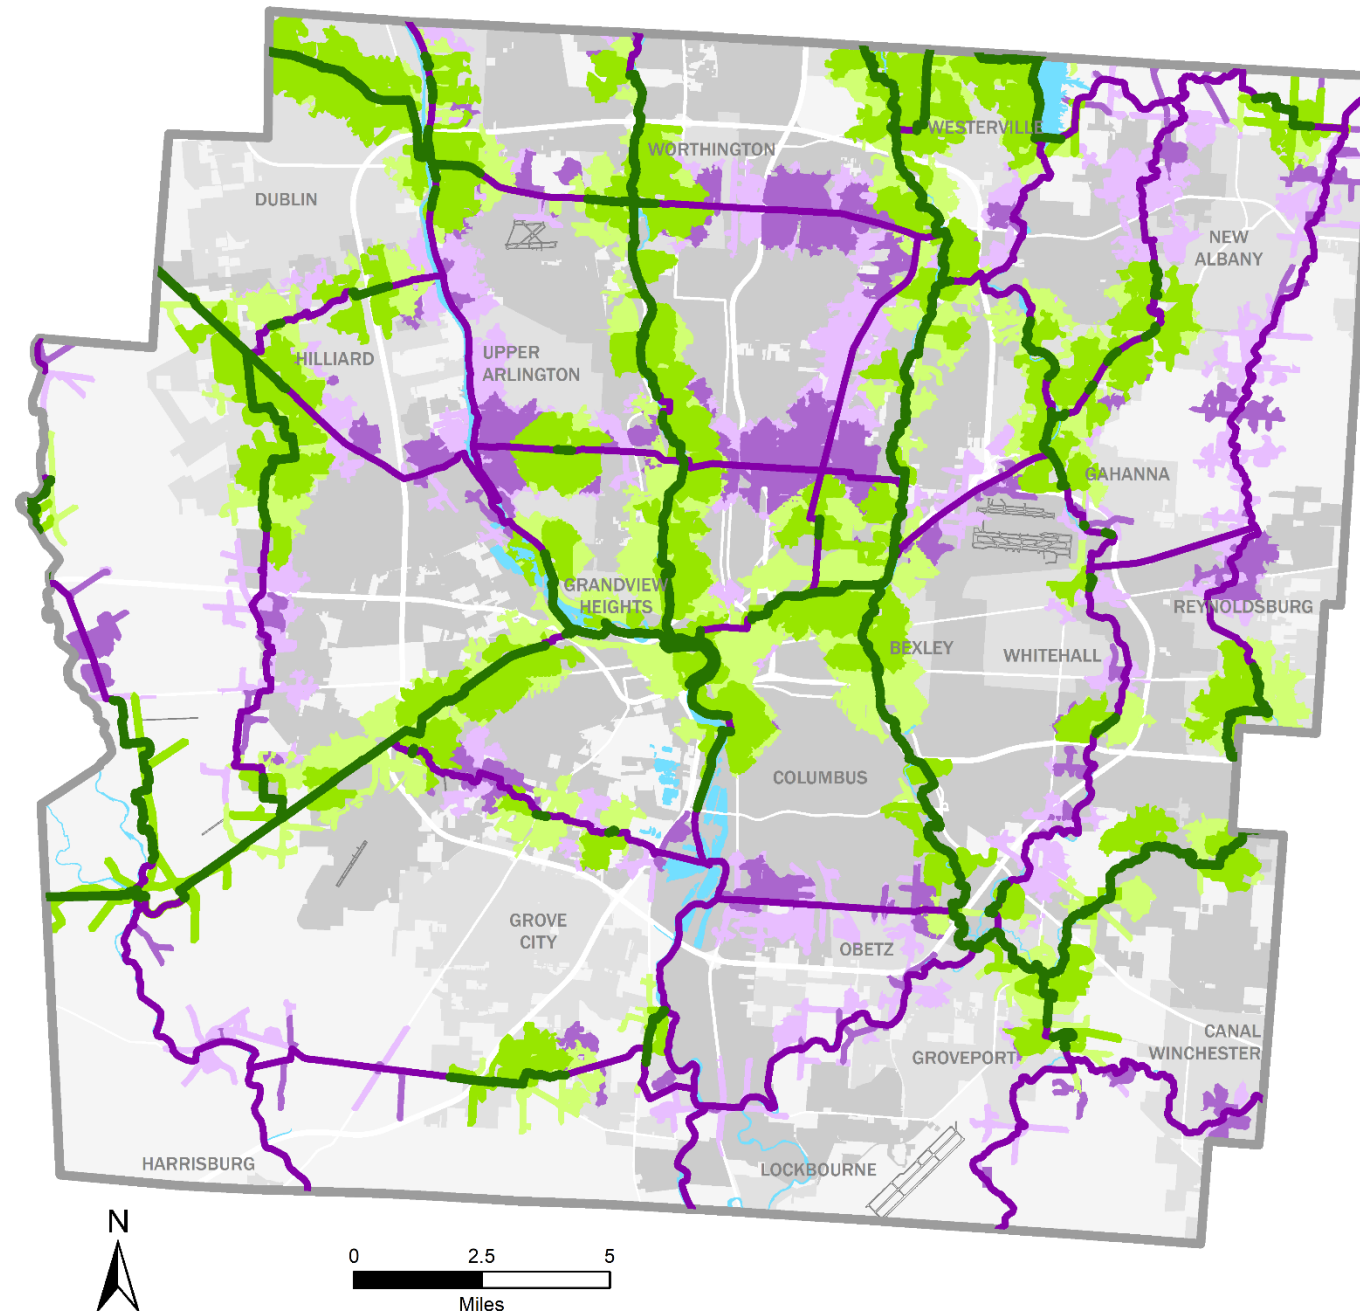 WESTERVILLE
WORTHINGTON
DUBLIN
NEW
ALBANY
HILLIARD
UPPER
ARLINGTON
GAHANNA
GRANDVIEW
HEIGHTS
REYNOLDSBURG
BEXLEY
WHITEHALL
COLUMBUS
GROVE
CITY
OBETZ
CANAL
WINCHESTER
GROVEPORT
HARRISBURG
LOCKBOURNE
N
0 2.5 5
Miles